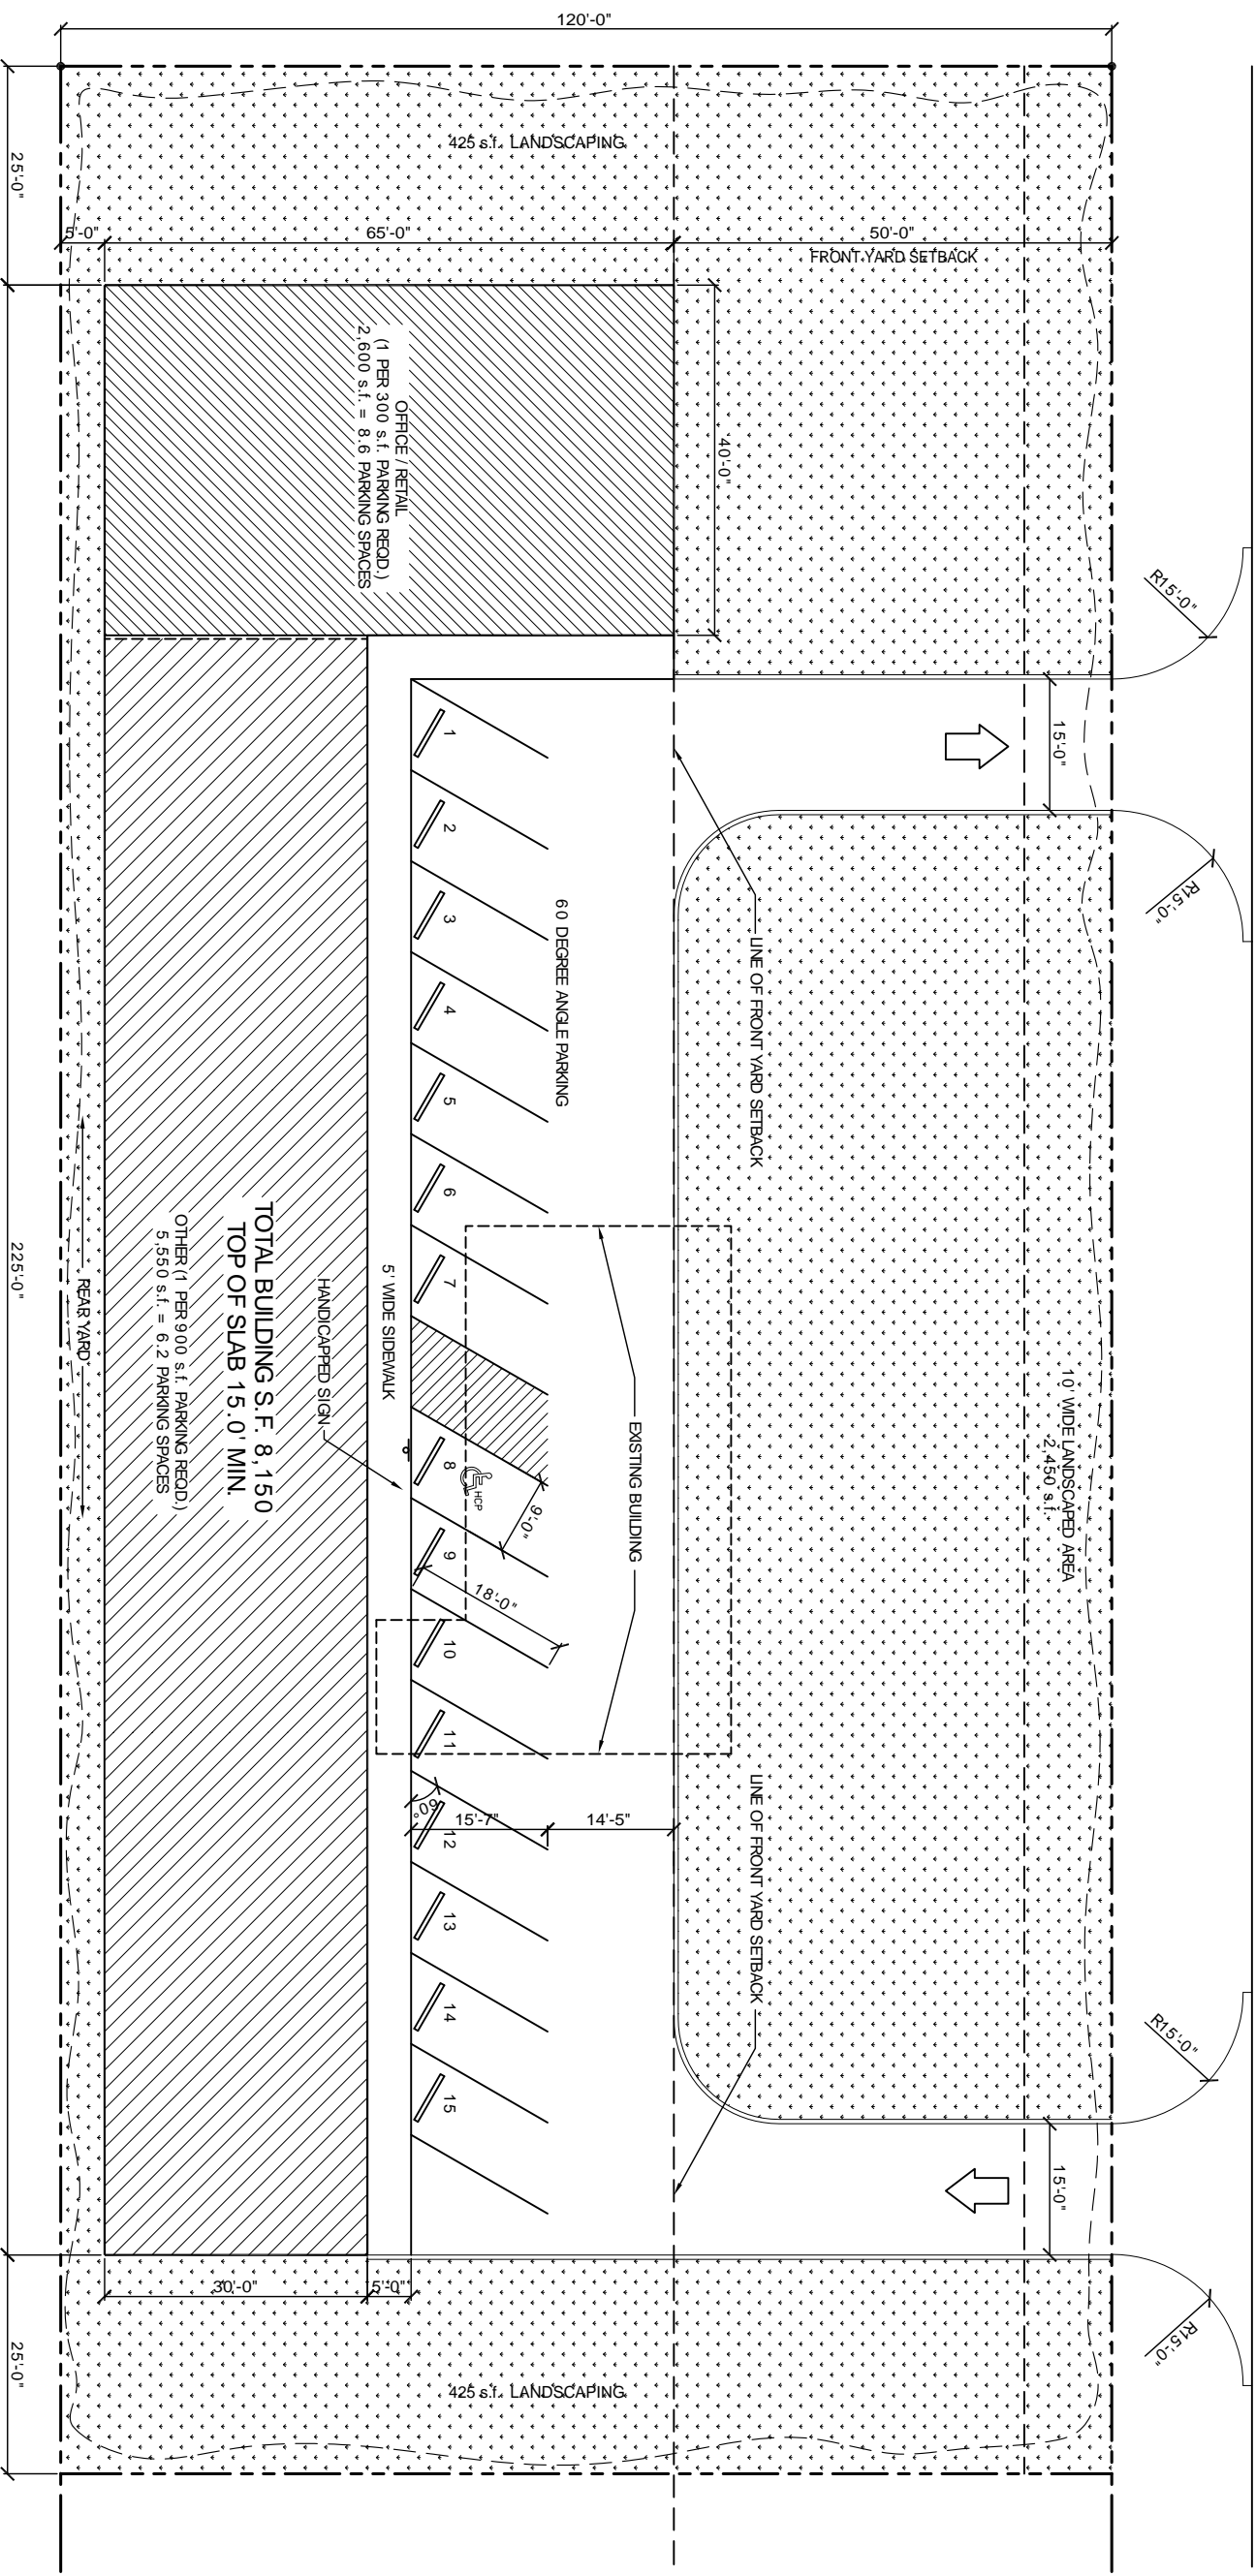 120'-0"
25'-0"
425 s.f. LANDSCAPING
5'-0"
65'-0"
50'-0"
FRONT YARD SETBACK
OFFICE / RETAIL
(1 PER 300 s.f. PARKING REQD.)
2,600 s.f. = 8.6 PARKING SPACES
40'-0"
R15'-0"
15'-0"
R15'-0"
1
2
3
4
5
6
7
8
9
10
11
12
13
14
15
60 DEGREE ANGLE PARKING
LINE OF FRONT YARD SETBACK
10' WIDE LANDSCAPED AREA
2,450 s.f.
EXISTING BUILDING
5' WIDE SIDEWALK
HANDICAPPED SIGN
HCP
9'-0"
18'-0"
TOTAL BUILDING S.F. 8,150
TOP OF SLAB 15.0' MIN.
OTHER (1 PER 900 s.f. PARKING REQD.)
5,550 s.f. = 6.2 PARKING SPACES
REAR YARD
225'-0"
60°
15'-7"
14'-5"
LINE OF FRONT YARD SETBACK
R15'-0"
15'-0"
R15'-0"
30'-0"
5'-0"
425 s.f. LANDSCAPING
25'-0"